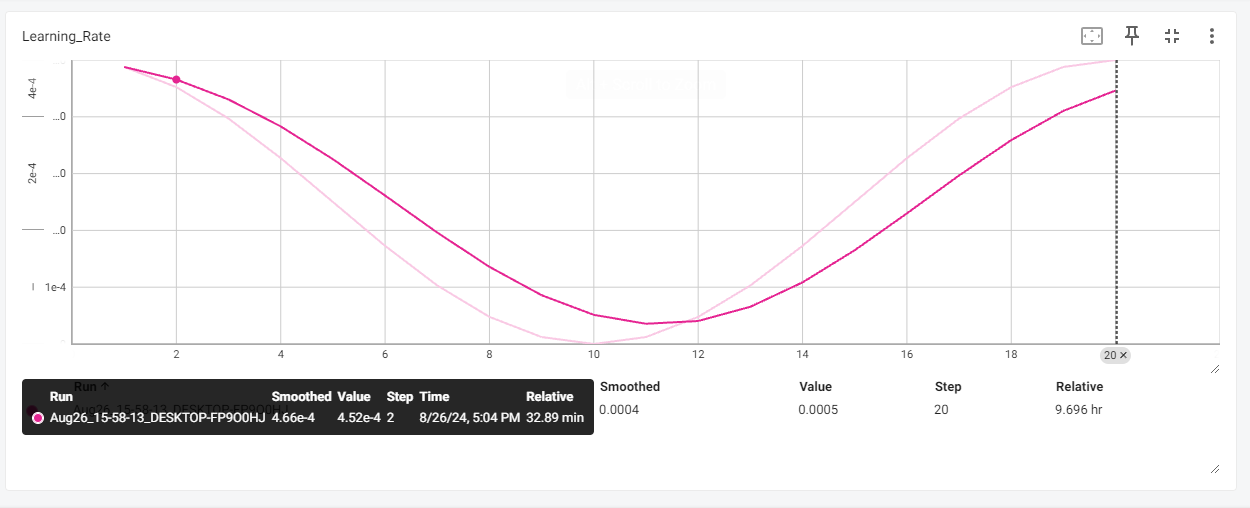 Learning_Rate
4e-4
...0
2e-4
...0
...0
1e-4
2 4 6 8 10 12 14 16 18 20 ✕
Run ↑ Smoothed Value Step Relative
0.0004 0.0005 20 9.696 hr
Run Smoothed Value Step Time Relative
Aug26_15-58-13_DESKTOP-FP9O0HJ 4.66e-4 4.52e-4 2 8/26/24, 5:04 PM 32.89 min